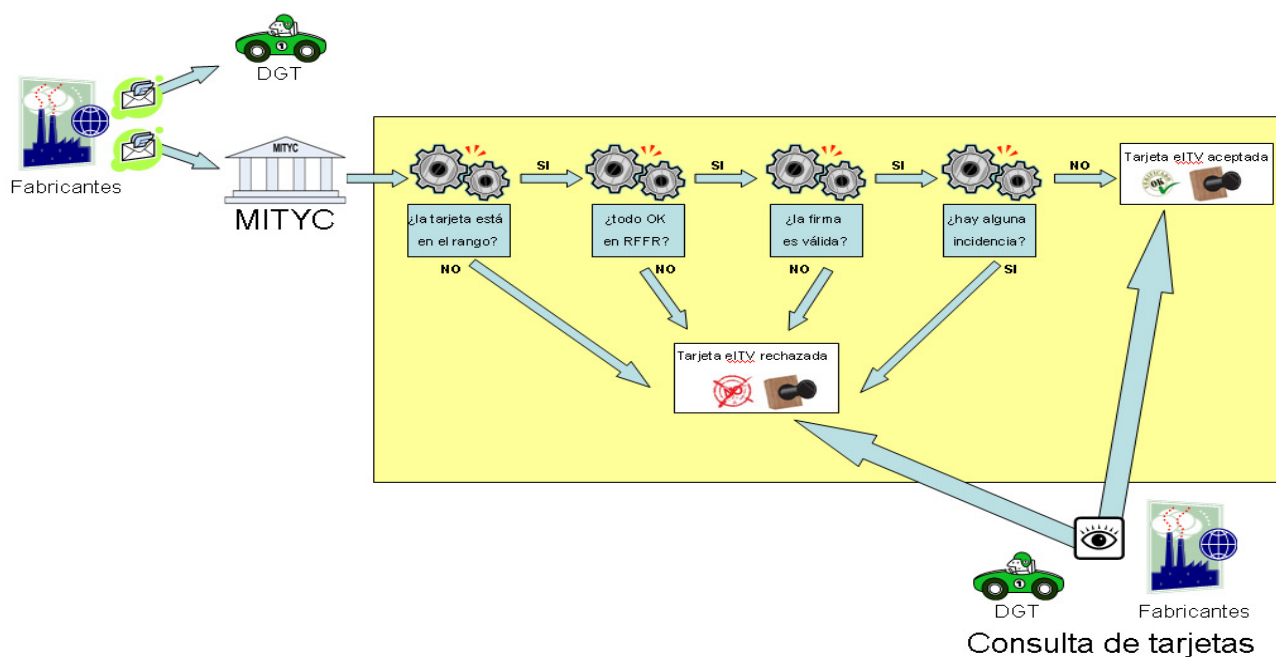 DGT
Fabricantes
MITYC
MITYC
¿la tarjeta está
en el rango?
SI
¿todo OK
en RFFR?
SI
¿la firma
es válida?
SI
¿hay alguna
incidencia?
NO
Tarjeta eITV aceptada
OK
NO
NO
NO
SI
Tarjeta eITV rechazada
NO
DGT
Fabricantes
Consulta de tarjetas